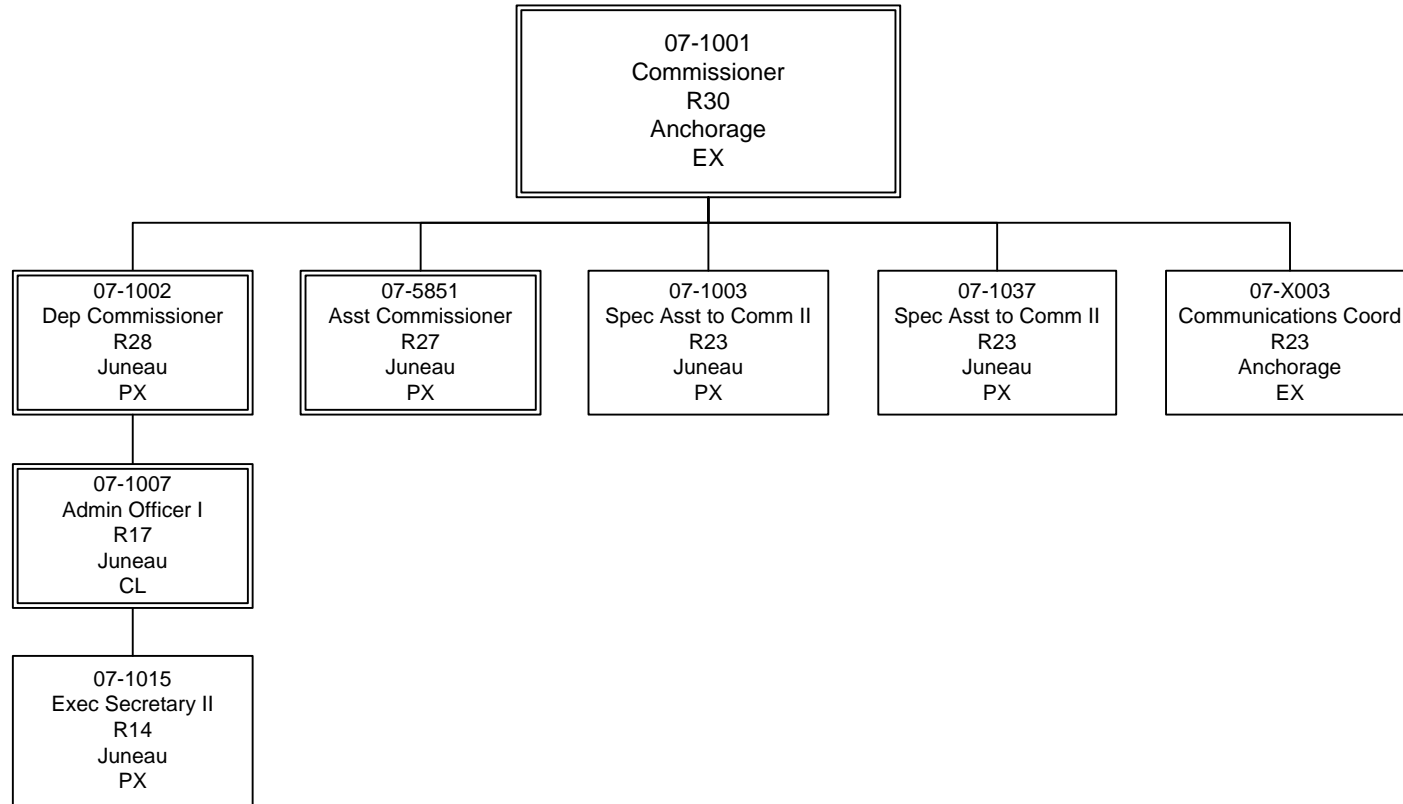 07-1001
Commissioner
R30
Anchorage
EX
07-1002
Dep Commissioner
R28
Juneau
PX
07-5851
Asst Commissioner
R27
Juneau
PX
07-1003
Spec Asst to Comm II
R23
Juneau
PX
07-1037
Spec Asst to Comm II
R23
Juneau
PX
07-X003
Communications Coord
R23
Anchorage
EX
07-1007
Admin Officer I
R17
Juneau
CL
07-1015
Exec Secretary II
R14
Juneau
PX